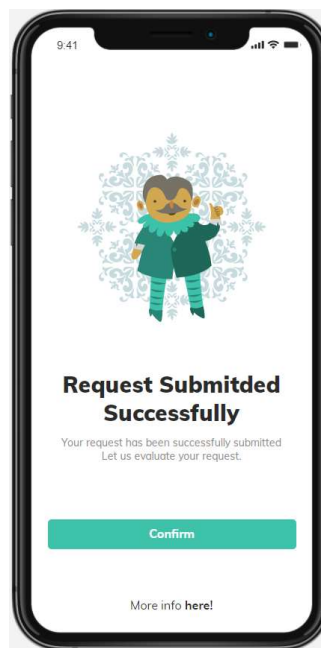 9:41
Request Submitded
Successfully
Your request has been successfully submitted
Let us evaluate your request.
Confirm
More info here!